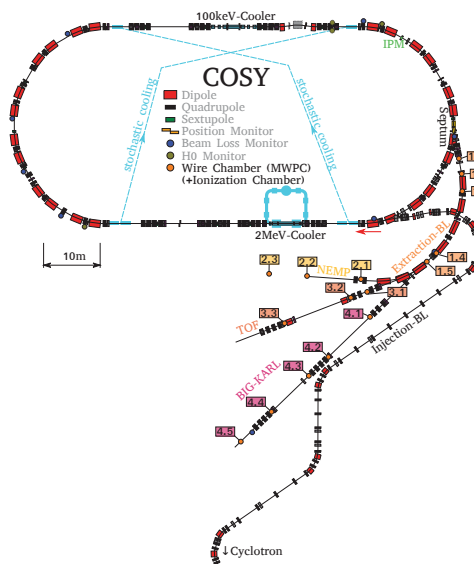 100keV-Cooler
IPM
COSY
Dipole
Quadrupole
Sextupole
Position Monitor
Beam Loss Monitor
H0 Monitor
Wire Chamber (MWPC)
(+Ionization Chamber)
stochastic cooling
stochastic cooling
Septum
2MeV-Cooler
10m
Extraction-BL
1.4
1.5
2.3
2.2
2.1
NEMP
3.2
3.1
3.3
TOF
4.1
Injection-BL
4.2
4.3
BIG-KARL
4.4
4.5
↓Cyclotron